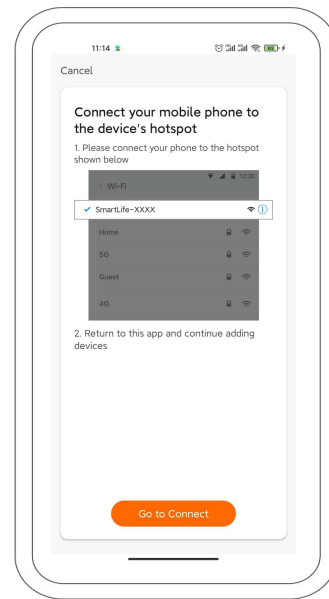 11:14
Cancel
Connect your mobile phone to
the device's hotspot
1. Please connect your phone to the hotspot
shown below
12:30
Wi-Fi
SmartLife-XXXX
Home
5G
Guest
4G
2. Return to this app and continue adding
devices
Go to Connect